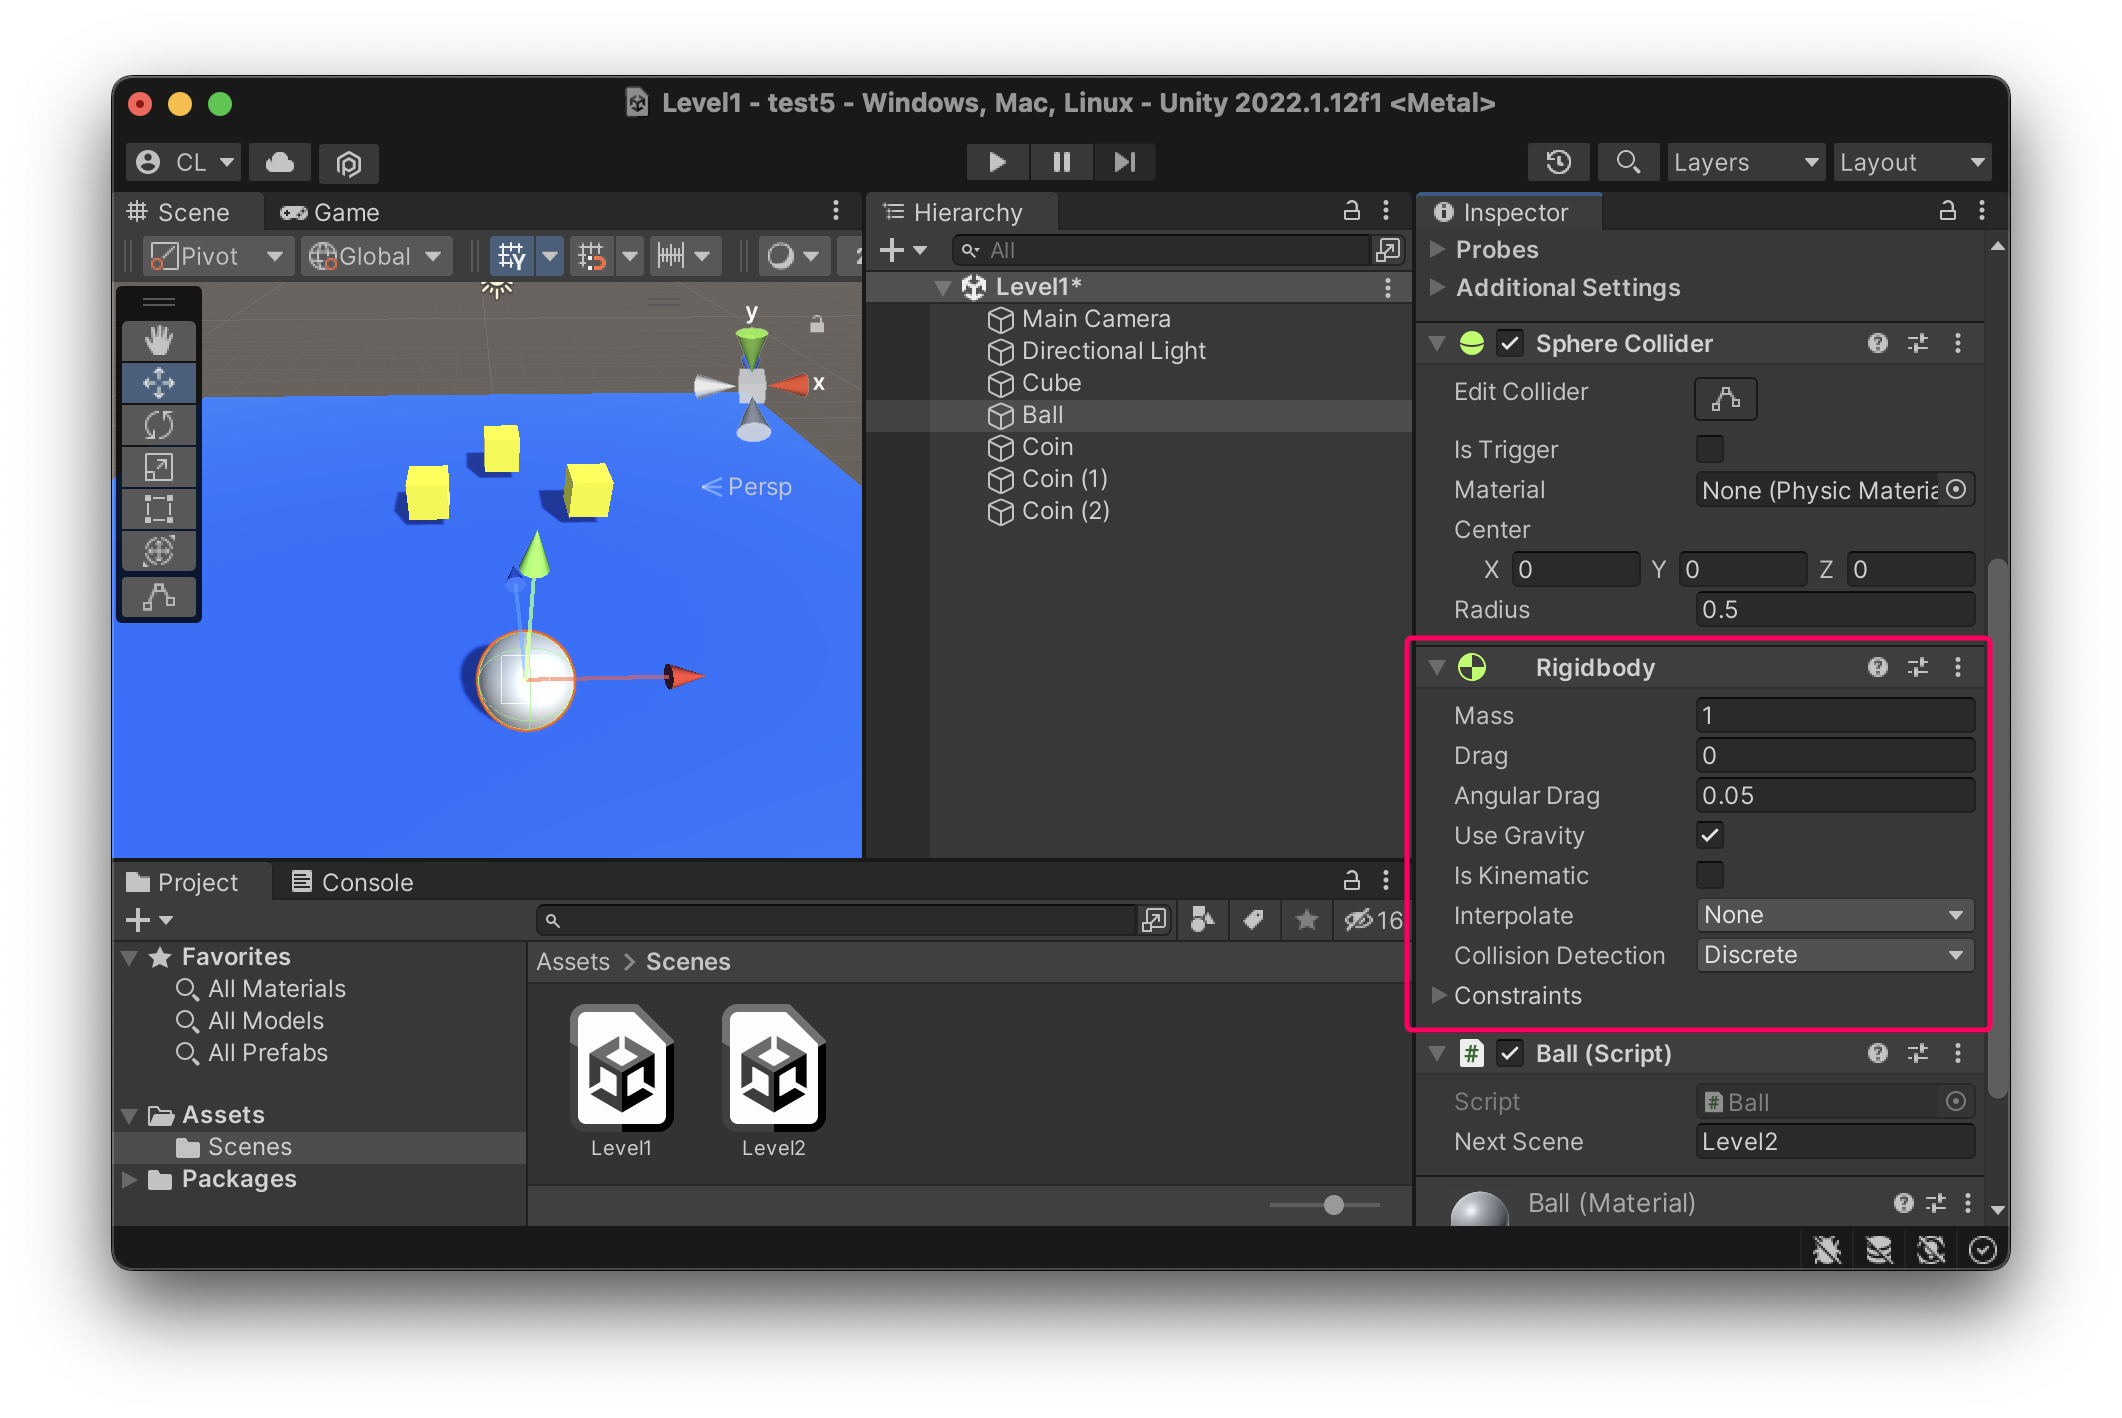 Level1 - test5 - Windows, Mac, Linux - Unity 2022.1.12f1 <Metal>
CL
Layers
Layout
Scene
Game
Pivot
Global
2
y
x
Persp
Hierarchy
All
Level1*
Main Camera
Directional Light
Cube
Ball
Coin
Coin (1)
Coin (2)
Project
Console
16
Favorites
All Materials
All Models
All Prefabs
Assets
Scenes
Packages
Assets > Scenes
Level1
Level2
Inspector
Probes
Additional Settings
Sphere Collider
Edit Collider
Is Trigger
Material None (Physic Materia
Center
X 0 Y 0 Z 0
Radius 0.5
Rigidbody
Mass 1
Drag 0
Angular Drag 0.05
Use Gravity
Is Kinematic
Interpolate None
Collision Detection Discrete
Constraints
# Ball (Script)
Script # Ball
Next Scene Level2
Ball (Material)